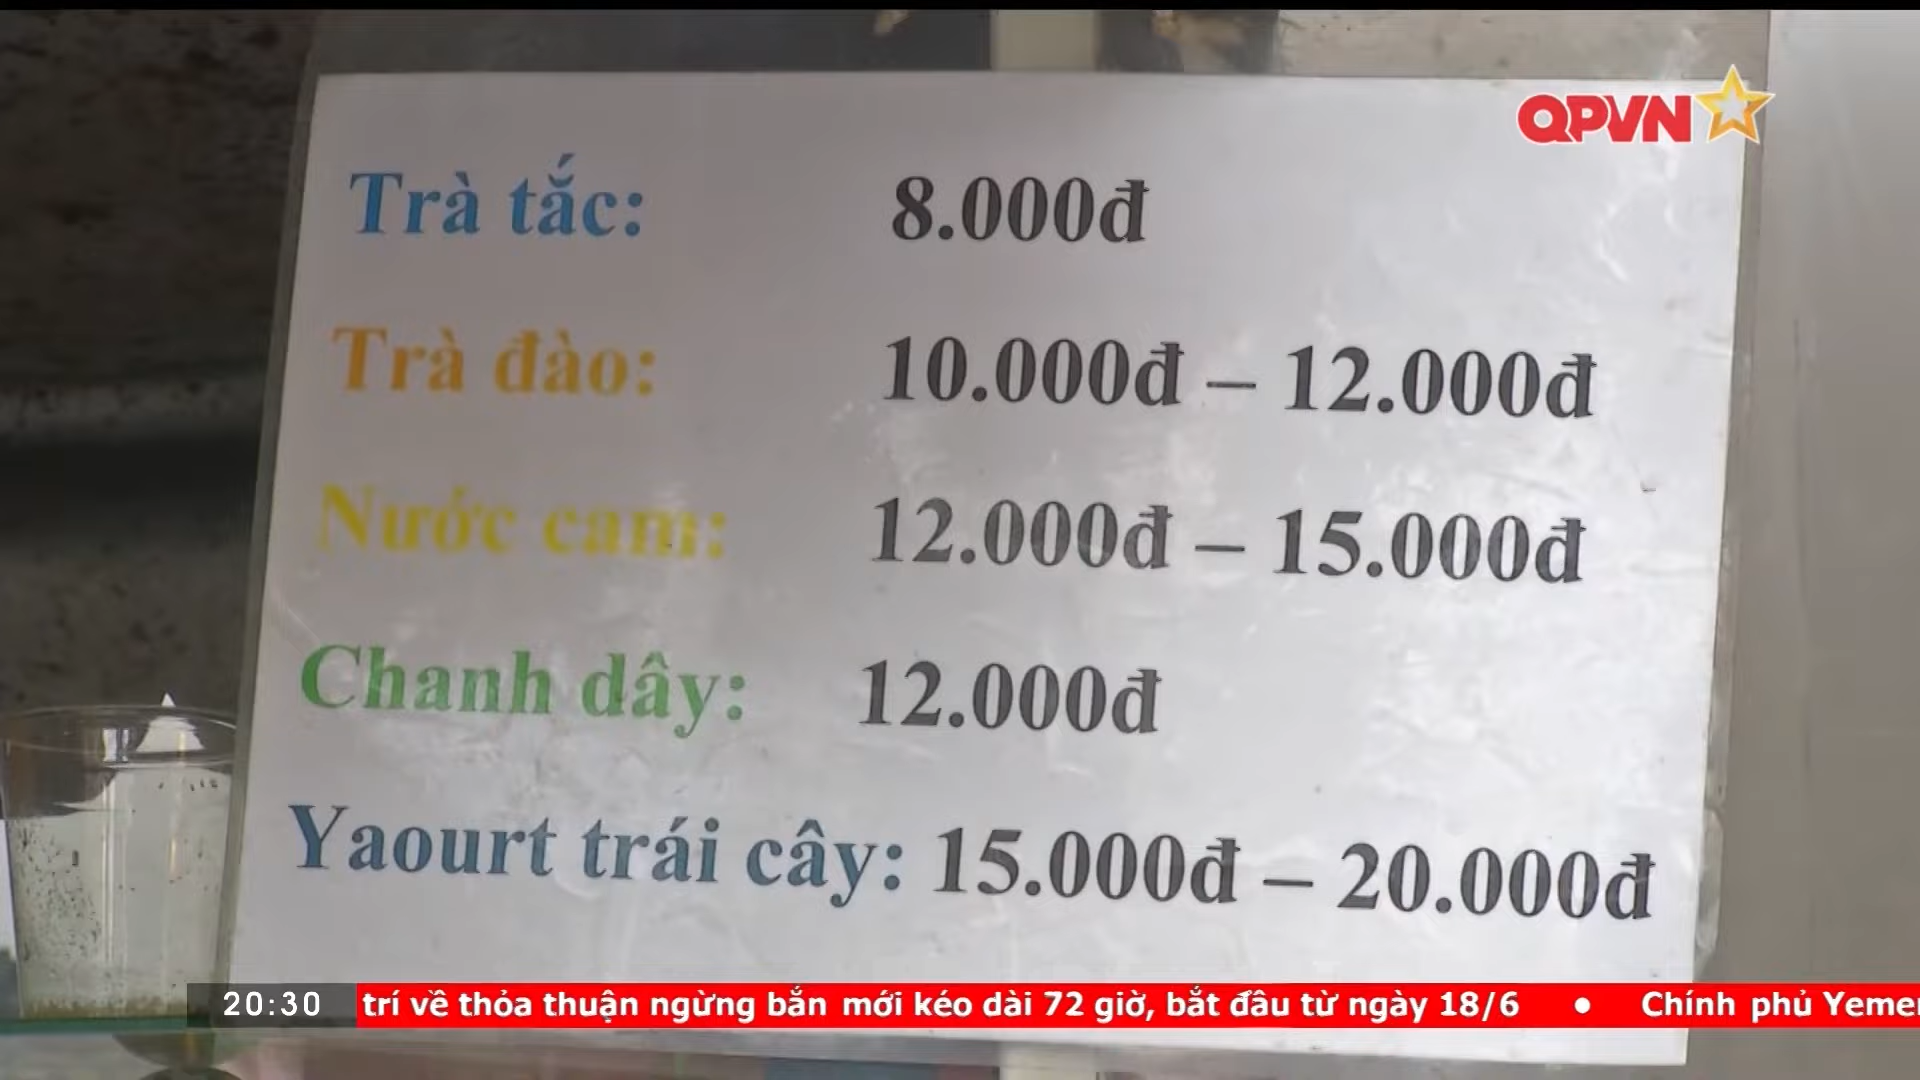 QPVN
Trà tắc: 8.000đ
Trà đào: 10.000đ – 12.000đ
Nước cam: 12.000đ – 15.000đ
Chanh dây: 12.000đ
Yaourt trái cây: 15.000đ – 20.000đ
20:30 trí về thỏa thuận ngừng bắn mới kéo dài 72 giờ, bắt đầu từ ngày 18/6 • Chính phủ Yemen